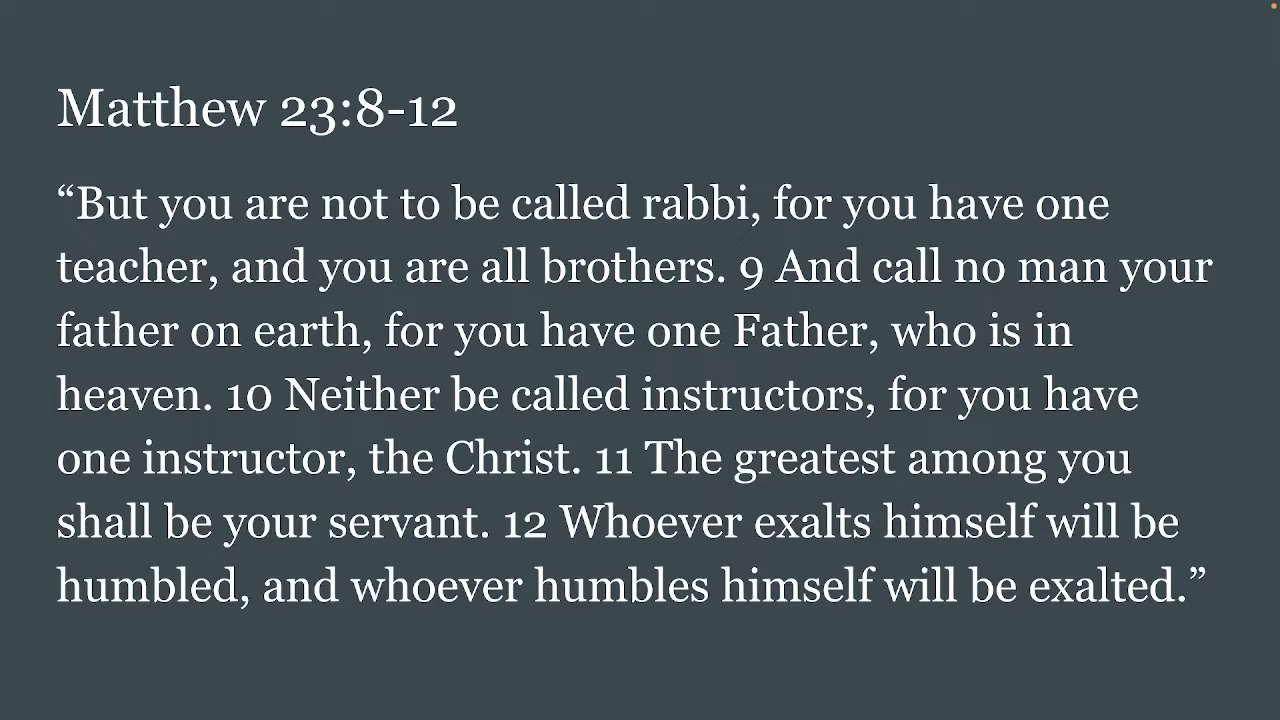 Matthew 23:8-12
“But you are not to be called rabbi, for you have one
teacher, and you are all brothers. 9 And call no man your
father on earth, for you have one Father, who is in
heaven. 10 Neither be called instructors, for you have
one instructor, the Christ. 11 The greatest among you
shall be your servant. 12 Whoever exalts himself will be
humbled, and whoever humbles himself will be exalted.”